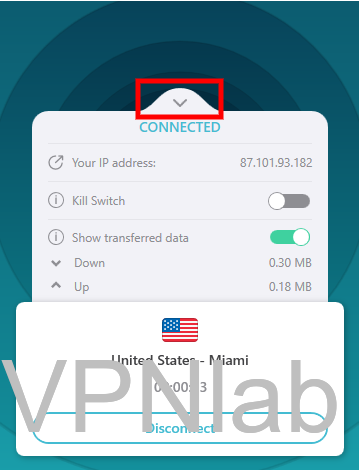 CONNECTED
Your IP address: 87.101.93.182
Kill Switch
Show transferred data
Down 0.30 MB
Up 0.18 MB
United States - Miami
VPNlab
Disconnect